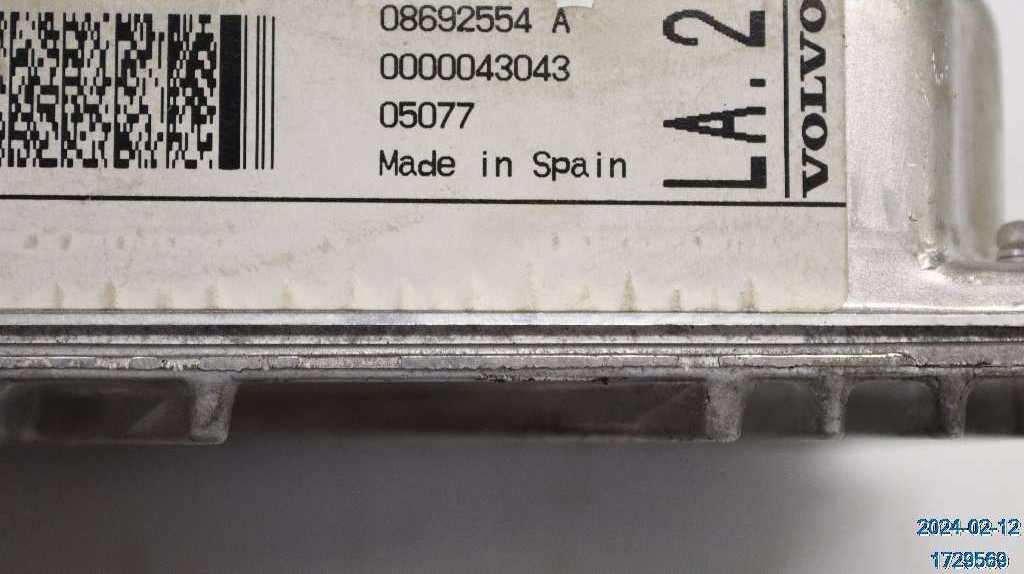 08692554 A
0000043043
05077
Made in Spain
LA.2
VOLVO
2024-02-12
1729569